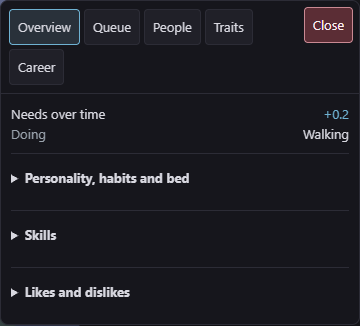 Overview Queue People Traits Close
Career
Needs over time +0.2
Doing Walking
▶ Personality, habits and bed
▶ Skills
▶ Likes and dislikes